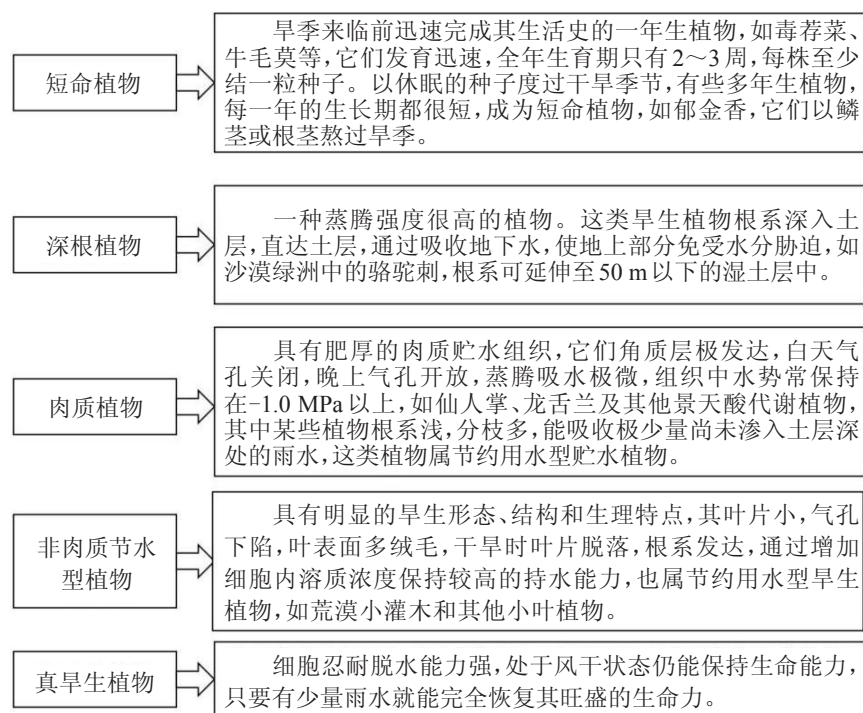 短命植物
旱季来临前迅速完成其生活史的一年生植物,如毒荐菜、
牛毛莫等,它们发育迅速,全年生育期只有2～3周,每株至少
结一粒种子。以休眠的种子度过干旱季节,有些多年生植物,
每一年的生长期都很短,成为短命植物,如郁金香,它们以鳞
茎或根茎熬过旱季。
深根植物
一种蒸腾强度很高的植物。这类旱生植物根系深入土
层,直达土层,通过吸收地下水,使地上部分免受水分胁迫,如
沙漠绿洲中的骆驼刺,根系可延伸至50 m以下的湿土层中。
肉质植物
具有肥厚的肉质贮水组织,它们角质层极发达,白天气
孔关闭,晚上气孔开放,蒸腾吸水极微,组织中水势常保持
在-1.0 MPa以上,如仙人掌、龙舌兰及其他景天酸代谢植物,
其中某些植物根系浅,分枝多,能吸收极少量尚未渗入土层深
处的雨水,这类植物属节约用水型贮水植物。
非肉质节水
型植物
具有明显的旱生形态、结构和生理特点,其叶片小,气孔
下陷,叶表面多绒毛,干旱时叶片脱落,根系发达,通过增加
细胞内溶质浓度保持较高的持水能力,也属节约用水型旱生
植物,如荒漠小灌木和其他小叶植物。
真旱生植物
细胞忍耐脱水能力强,处于风干状态仍能保持生命能力,
只要有少量雨水就能完全恢复其旺盛的生命力。